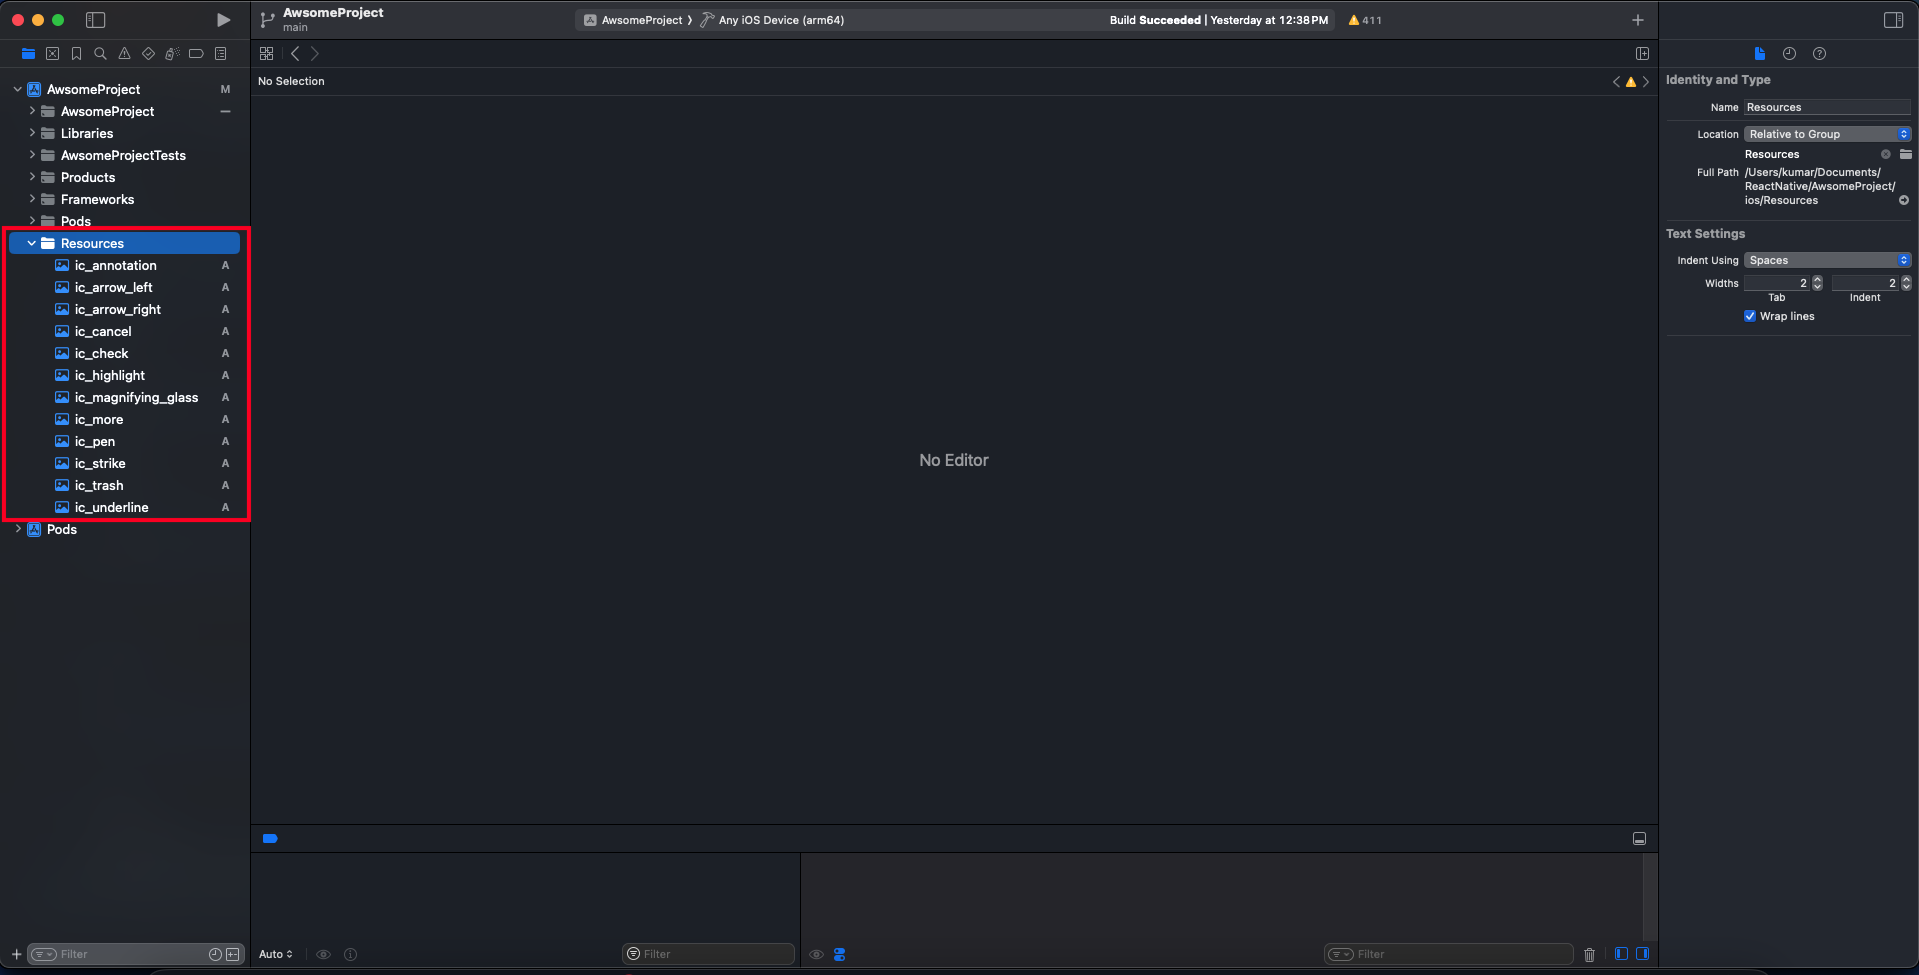 AwsomeProject
main
AwsomeProject
Any iOS Device (arm64)
Build Succeeded | Yesterday at 12:38 PM
411
No Selection
AwsomeProject M
AwsomeProject
Libraries
AwsomeProjectTests
Products
Frameworks
Pods
Resources
ic_annotation A
ic_arrow_left A
ic_arrow_right A
ic_cancel A
ic_check A
ic_highlight A
ic_magnifying_glass A
ic_more A
ic_pen A
ic_strike A
ic_trash A
ic_underline A
Pods
Filter
No Editor
Auto
Filter
Filter
Identity and Type
Name Resources
Location Relative to Group
Resources
Full Path /Users/kumar/Documents/
ReactNative/AwsomeProject/
ios/Resources
Text Settings
Indent Using Spaces
Widths 2 2
Tab Indent
Wrap lines